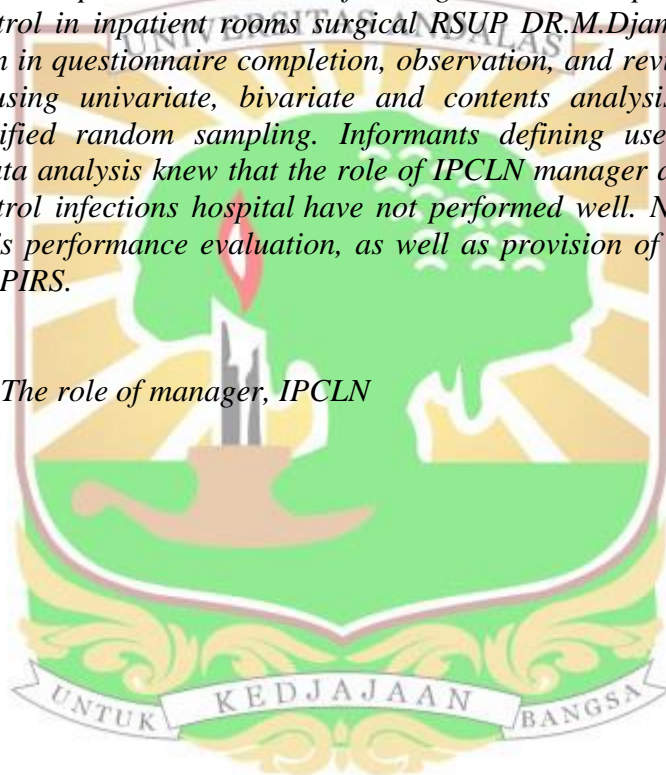 trol in inpatient rooms surgical RSUP DR.M.Djam
UNIVERSITAS ANDALAS
n in questionnaire completion, observation, and revi
using univariate, bivariate and contents analysis
ified random sampling. Informants defining use
ata analysis knew that the role of IPCLN manager a
trol infections hospital have not performed well. N
s performance evaluation, as well as provision of
PIRS.
The role of manager, IPCLN
UNTUK KEDJAJAAN BANGSA